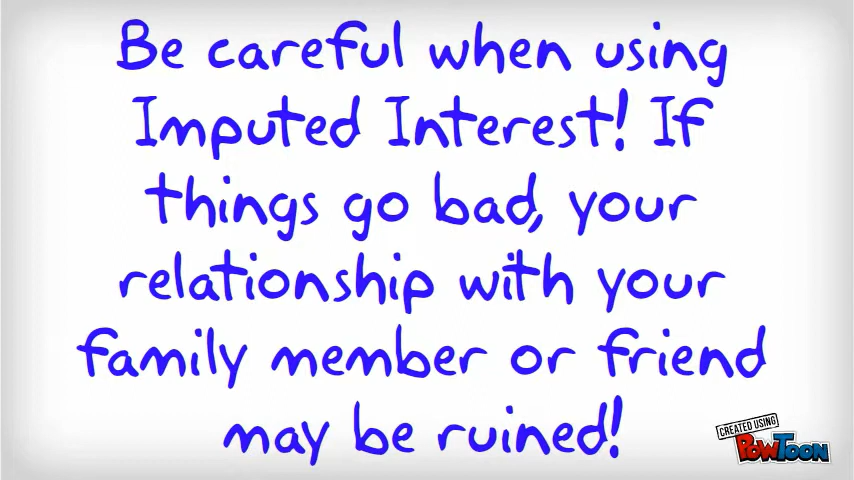 Be careful when using
Imputed Interest! If
things go bad, your
relationship with your
family member or friend
may be ruined!
CREATED USING
POWTOON